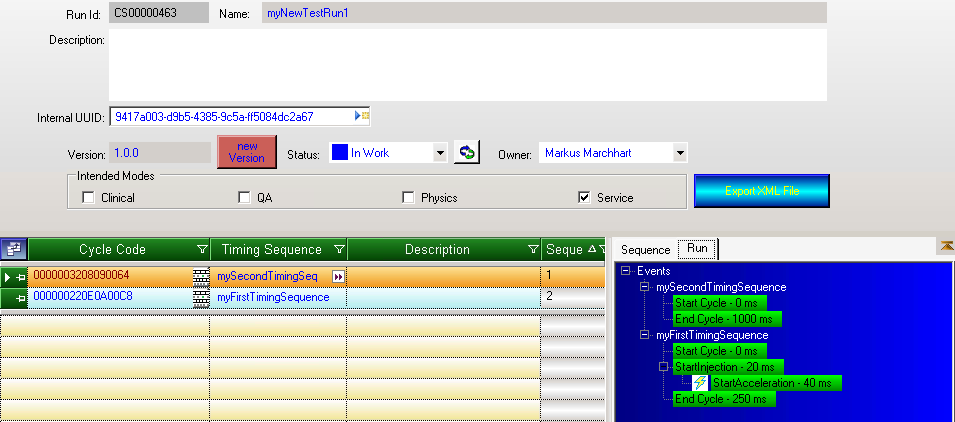 Run Id: CS00000463 Name: myNewTestRun1
Description:
Internal UUID: 9417a003-d9b5-4385-9c5a-ff5084dc2a67
Version: 1.0.0 new Version Status: In Work Owner: Markus Marchhart
Intended Modes
Clinical QA Physics Service Export XML File
Cycle Code Timing Sequence Description Seque
0000003208090064 mySecondTimingSeq 1
000000220E0A00C8 myFirstTimingSequence 2
Sequence Run
Events
mySecondTimingSequence
Start Cycle - 0 ms
End Cycle - 1000 ms
myFirstTimingSequence
Start Cycle - 0 ms
StartInjection - 20 ms
StartAcceleration - 40 ms
End Cycle - 250 ms